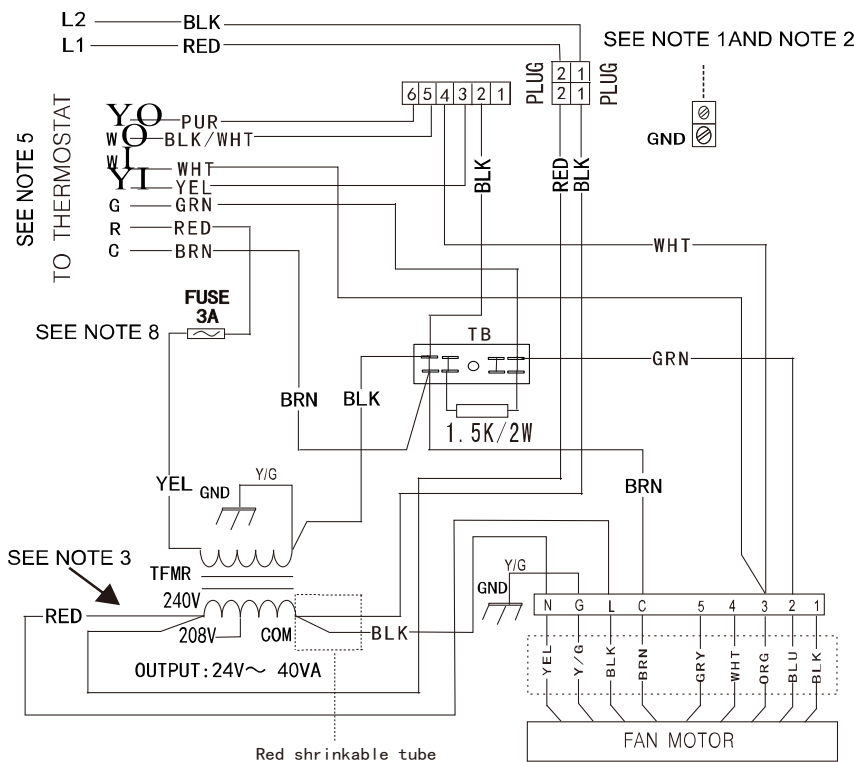 L2 BLK
L1 RED
SEE NOTE 1AND NOTE 2
PLUG 2 1 PLUG
2 1
6 5 4 3 2 1
GND
SEE NOTE 5
TO THERMOSTAT
YO PUR
W O BLK/WHT
W I WHT
YI YEL
G GRN
R RED
C BRN
BLK
RED
BLK
WHT
FUSE
3A
SEE NOTE 8
TB
GRN
BRN
BLK
1.5K/2W
YEL
GND
Y/G
BRN
SEE NOTE 3
TFMR
240V
RED
208V
COM
BLK
OUTPUT:24V～ 40VA
Y/G
GND
N G L C 5 4 3 2 1
YEL Y/G BLK BRN GRY WHT ORG BLU BLK
FAN MOTOR
Red shrinkable tube